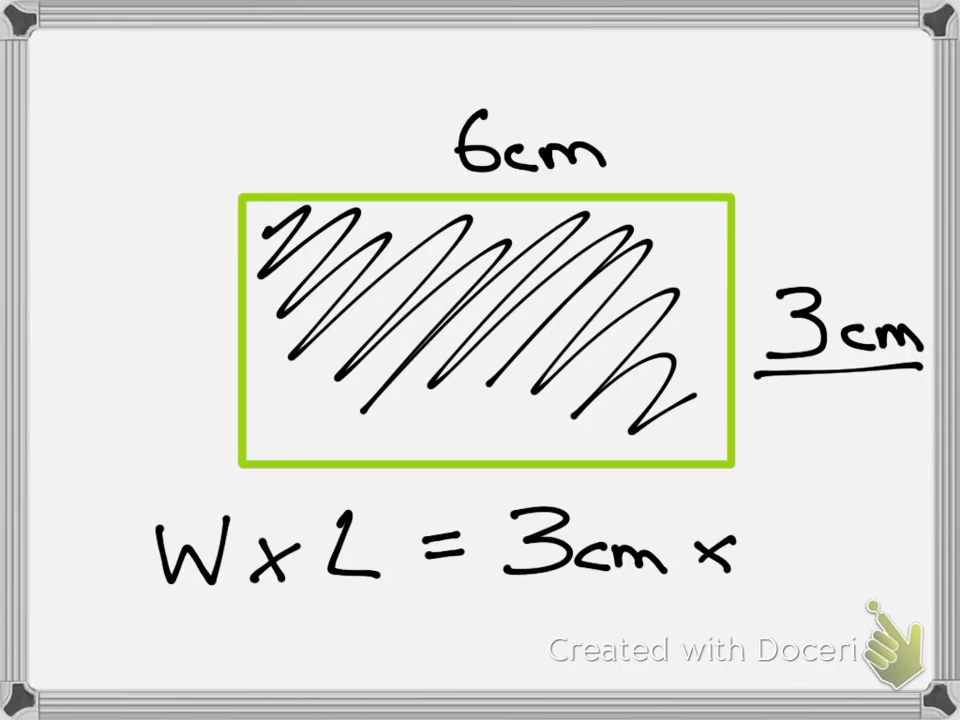 6cm
3cm
W x L = 3cm x
Created with Doceri